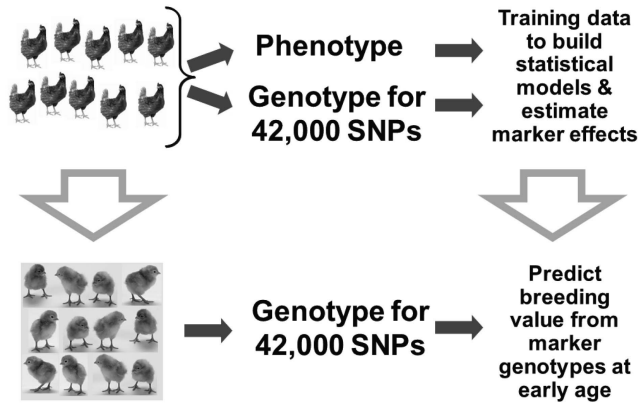 Phenotype
Genotype for
42,000 SNPs
Training data
to build
statistical
models &
estimate
marker effects
Genotype for
42,000 SNPs
Predict
breeding
value from
marker
genotypes at
early age